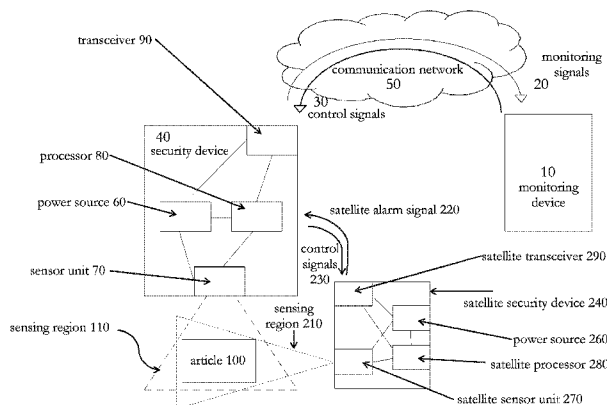 transceiver 90
monitoring
signals
20
communication network
50
30
control signals
40
security device
processor 80
10
monitoring
device
power source 60
satellite alarm signal 220
control
signals
230
satellite transceiver 290
sensor unit 70
satellite security device 240
sensing
region 210
power source 260
sensing region 110
article 100
satellite processor 280
satellite sensor unit 270